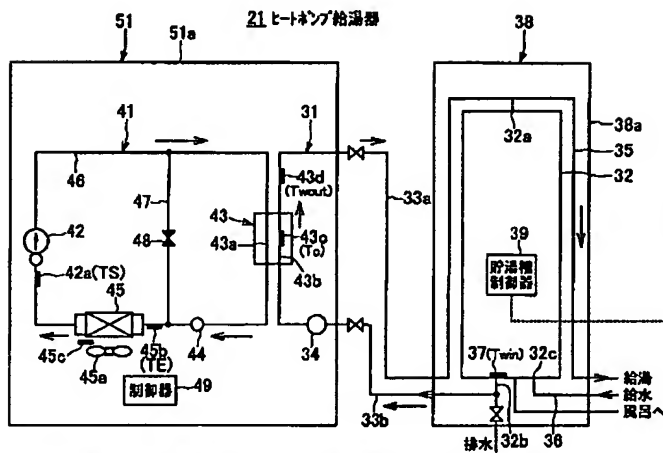 21 ヒートポンプ給湯器
51
51a
38
41
31
32a
38a
46
43d
(Twout)
35
47
33a
32
43
42
48
43a
43c
(To)
39
43b
貯湯槽
制御器
42a(TS)
45
34
37(Twin)
32c
45c
45b
44
(TE)
給湯
45a
制御器
49
33b
32b
給水
36
風呂へ
排水